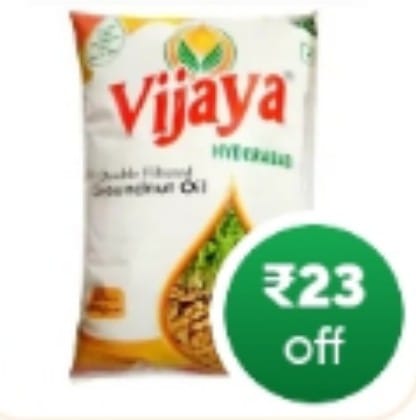 Vijaya
HYDERABAD
Double Filtered
Groundnut Oil
₹23
off